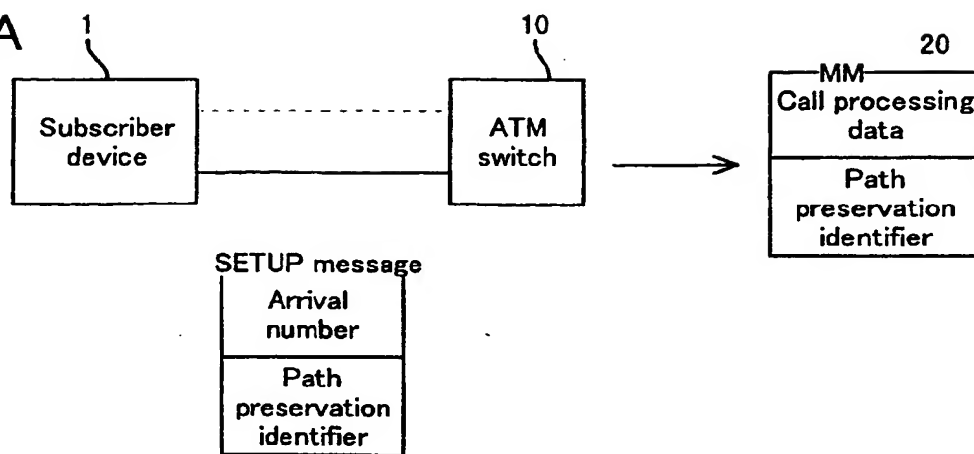 A
1
10
20
Subscriber
device
ATM
switch
MM
Call processing
data
Path
preservation
identifier
SETUP message
Arrival
number
Path
preservation
identifier